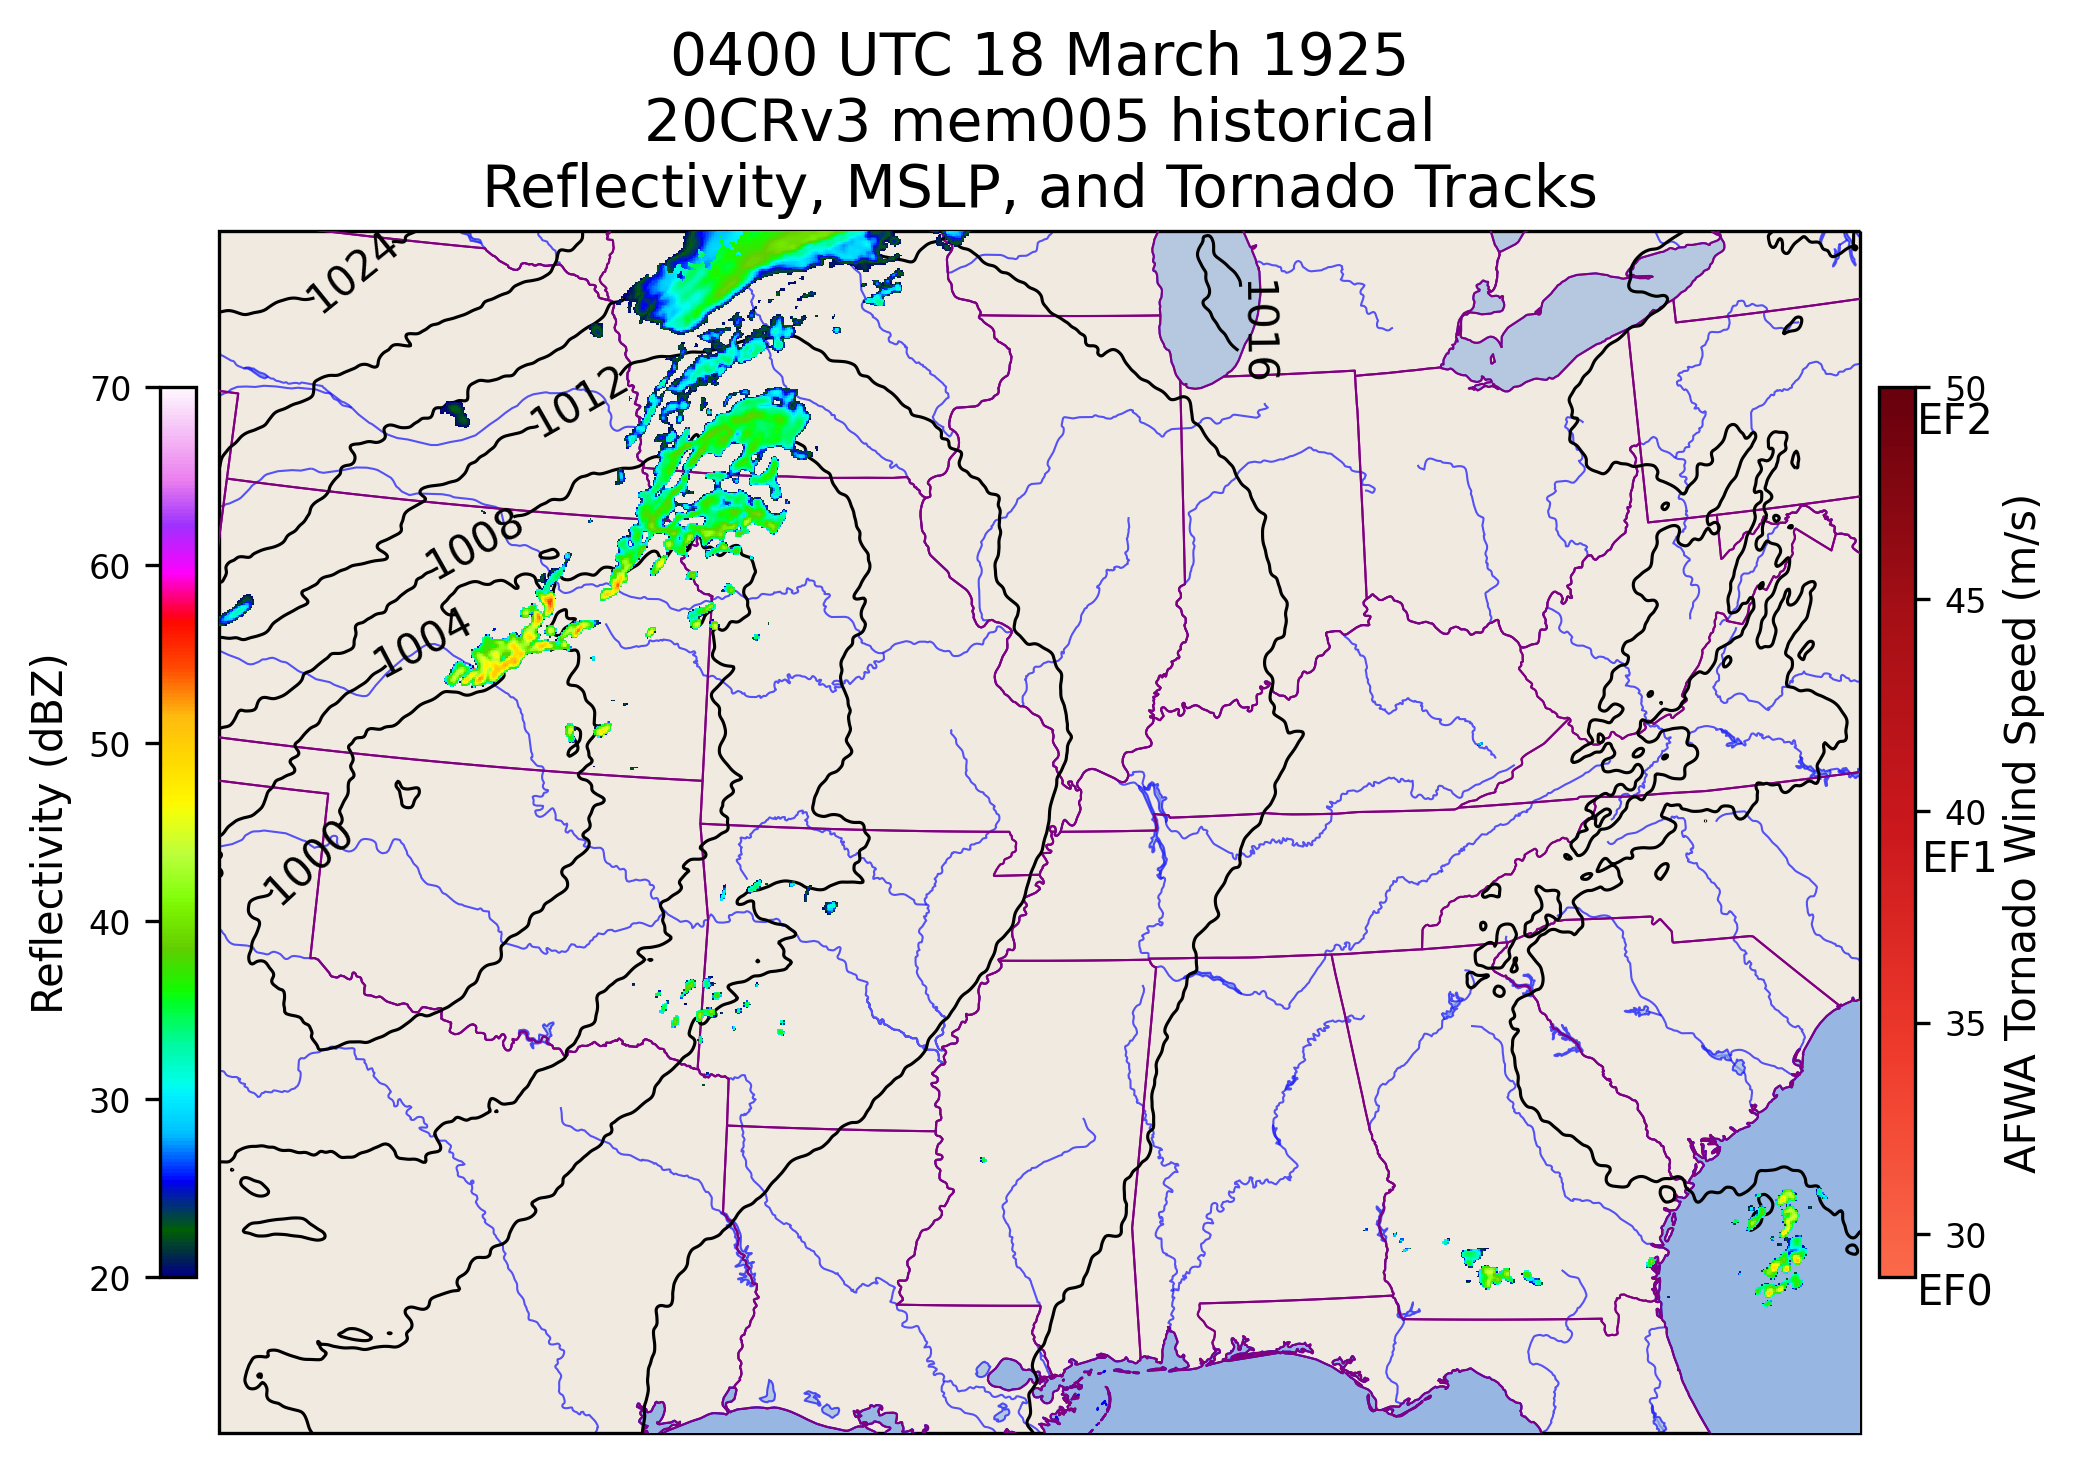 0400 UTC 18 March 1925
20CRv3 mem005 historical
Reflectivity, MSLP, and Tornado Tracks
1024
1016
1012
1008
1004
1000
70
60
50
40
30
20
Reflectivity (dBZ)
50
EF2
45
40
EF1
35
30
EF0
AFWA Tornado Wind Speed (m/s)